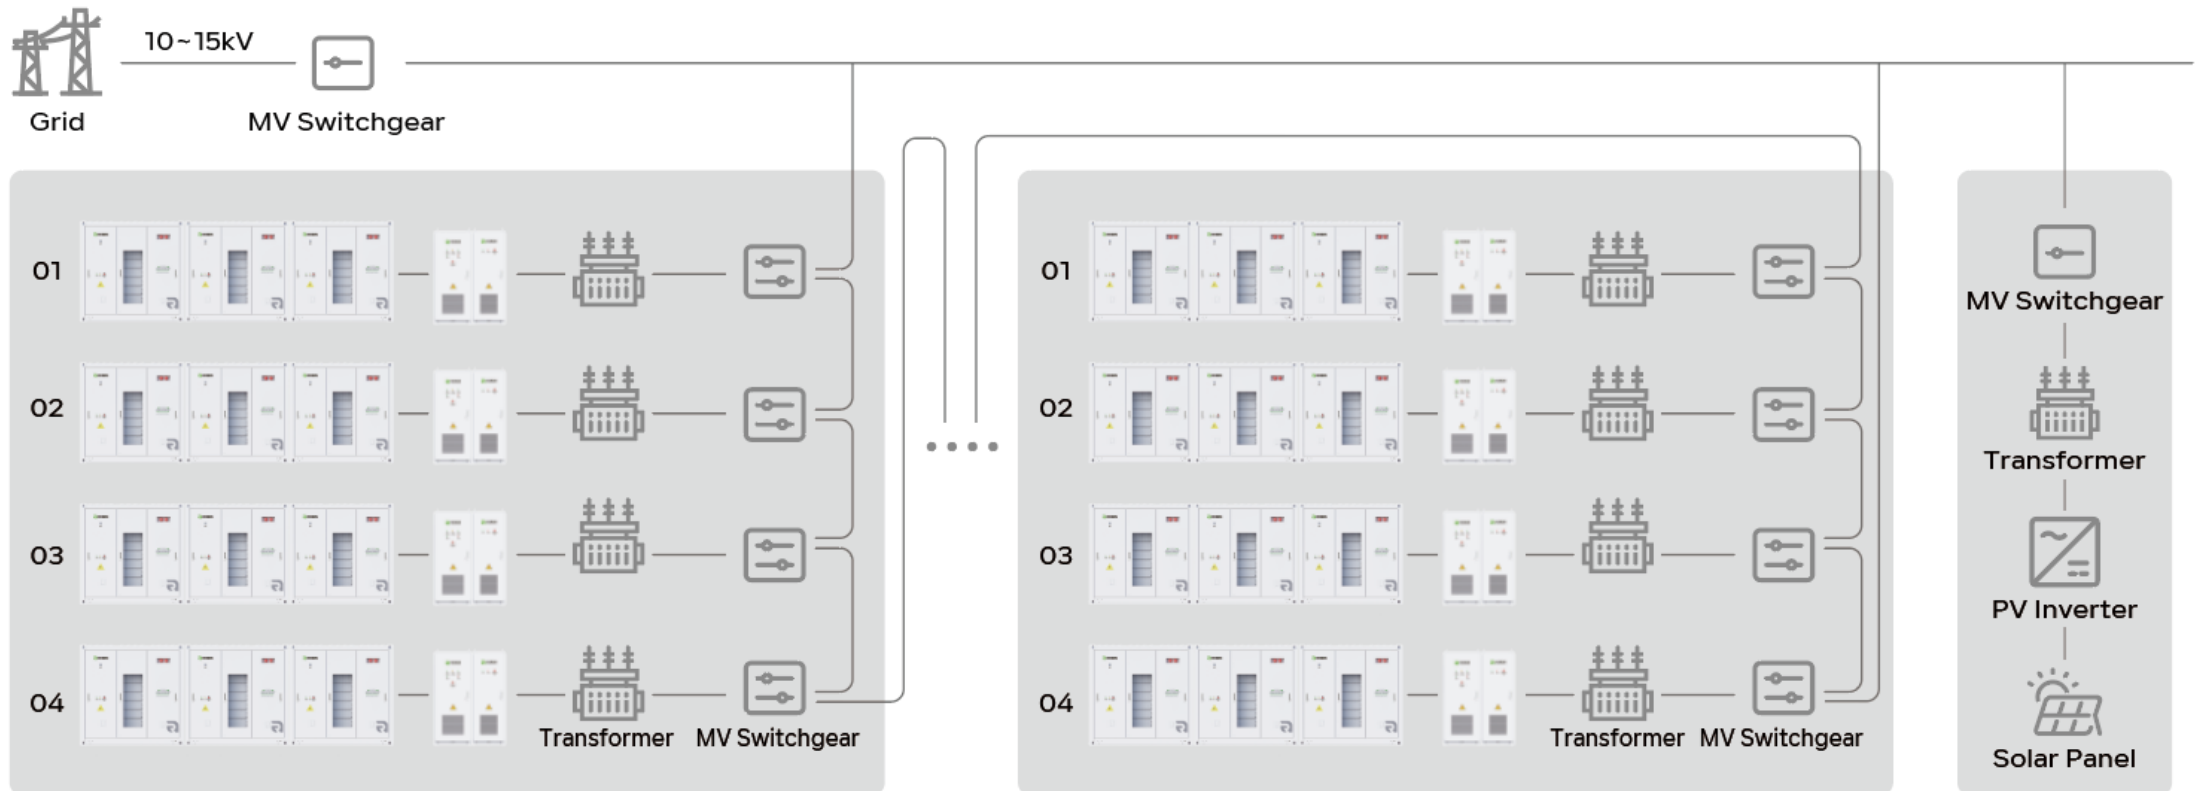 10~15kV
Grid
MV Switchgear
01
02
03
04
Transformer
MV Switchgear
01
02
03
04
Transformer
MV Switchgear
MV Switchgear
Transformer
PV Inverter
Solar Panel